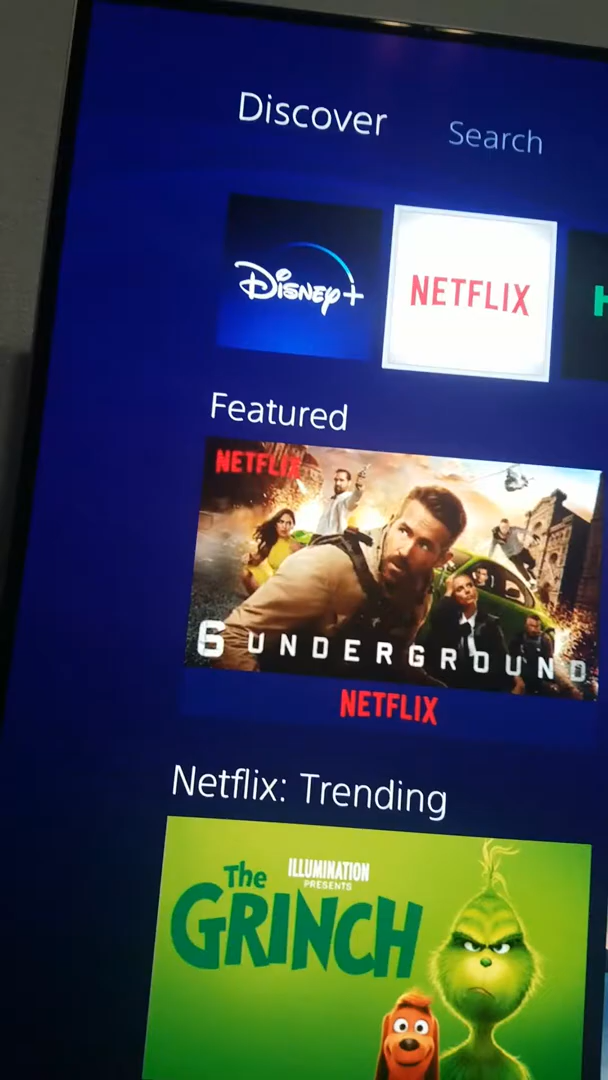 Discover
Search
Disney+
NETFLIX
H
Featured
NETFLIX
6 UNDERGROUND
NETFLIX
Netflix: Trending
ILLUMINATION
PRESENTS
The
GRINCH